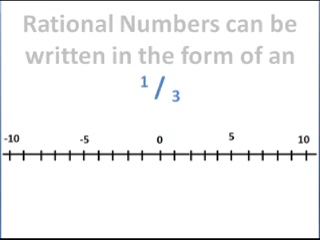 Rational Numbers can be
written in the form of an
1/3
-10 -5 0 5 10